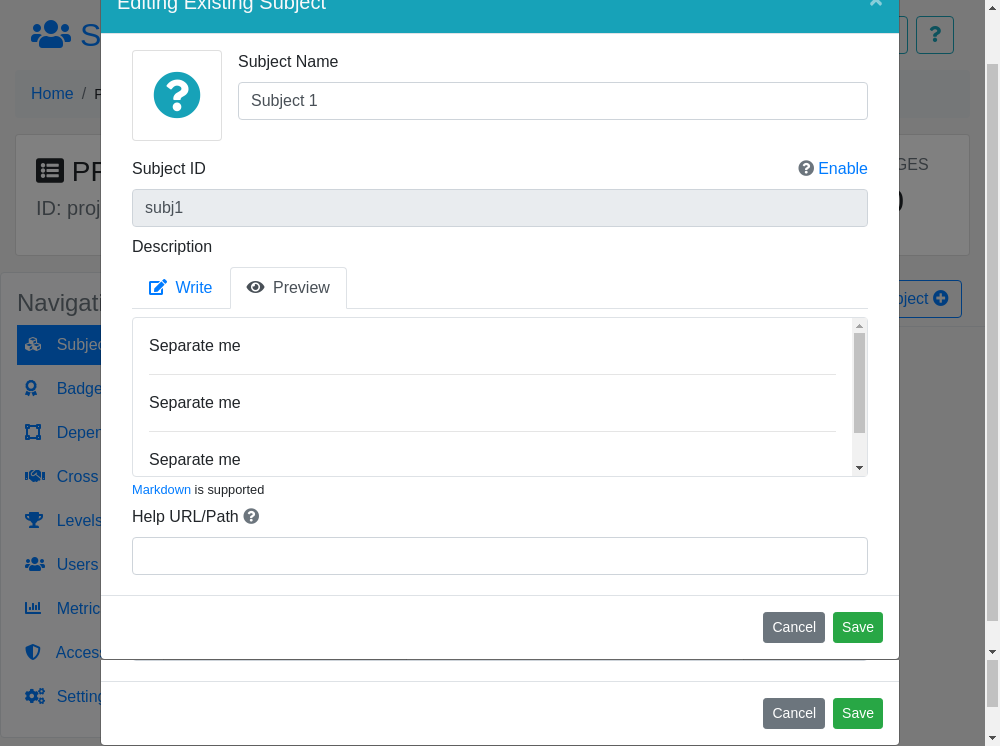 Editing Existing Subject
×
S
?
Home / P
Subject Name
Subject 1
PR
ID: proj
GES
0
Subject ID
Enable
subj1
Description
Write
Preview
Navigati
bject
Subjec
Separate me
Badge
Separate me
Depen
Separate me
Cross
Markdown is supported
Levels
Help URL/Path
Users
Metric
Cancel
Save
Acces
Setting
Cancel
Save